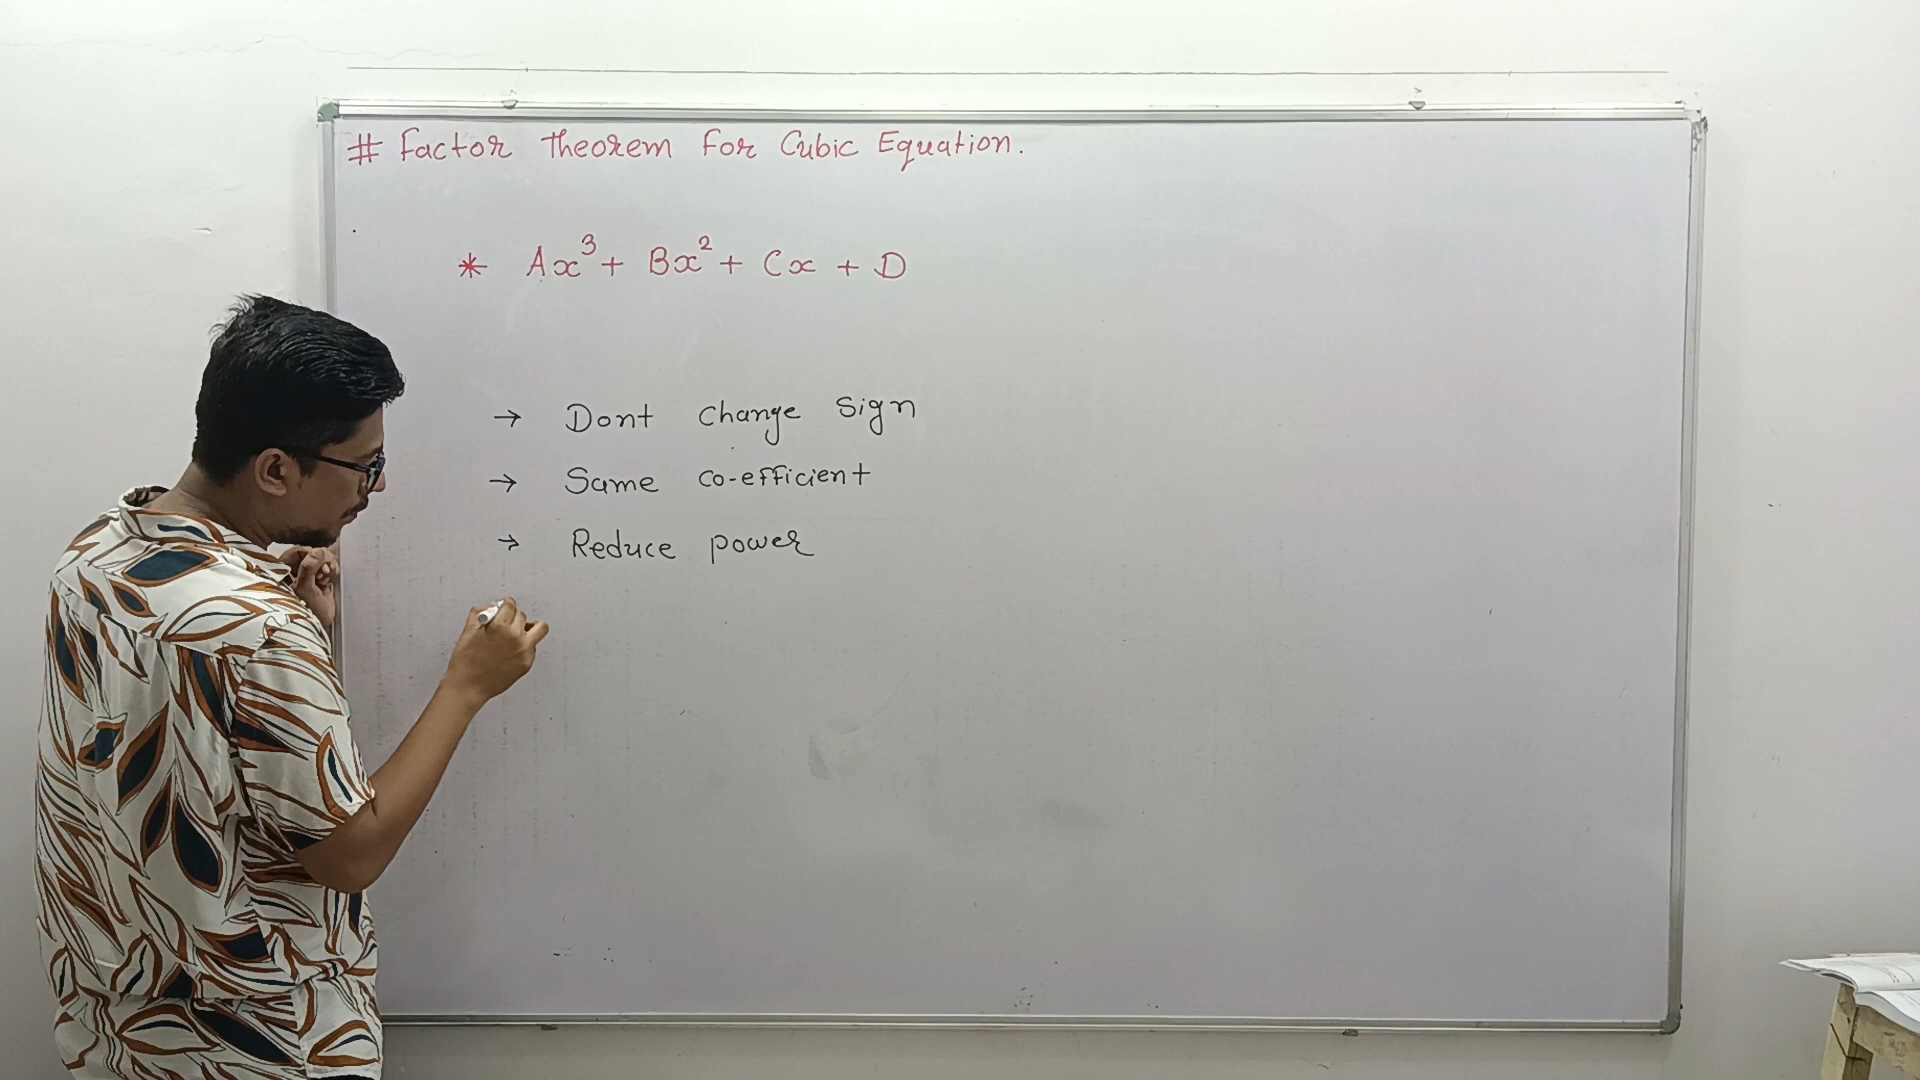 # Factor Theorem For Cubic Equation.
* Ax³ + Bx² + Cx + D
→ Dont change Sign
→ Same co-efficient
→ Reduce power